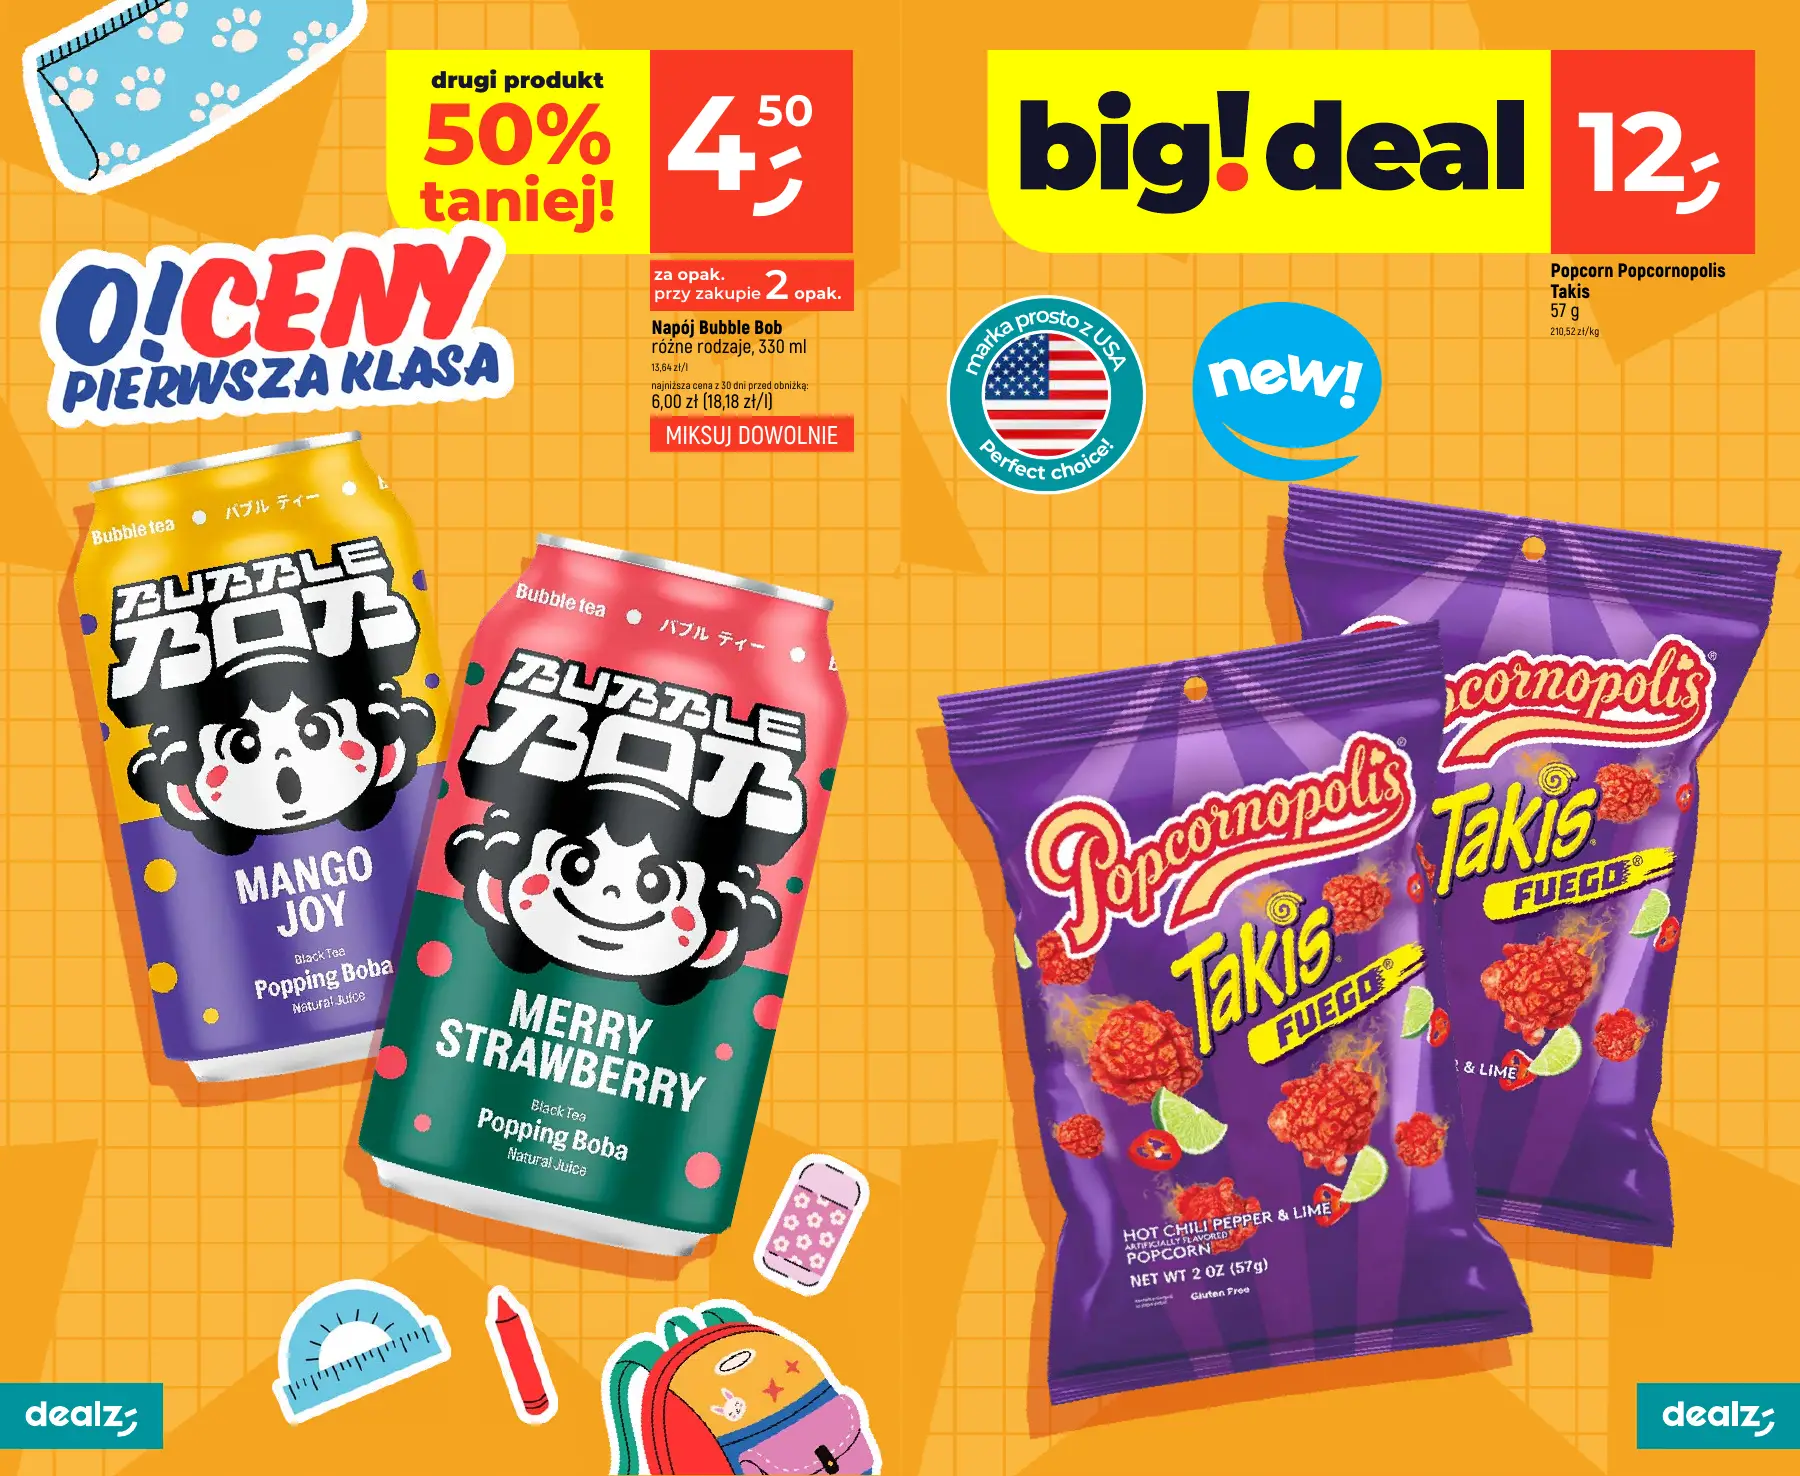 drugi produkt
50%
taniej!
4,50
za opak.
przy zakupie 2 opak.
Napój Bubble Bob
różne rodzaje, 330 ml
13,64 zł/l
najniższa cena z 30 dni przed obniżką:
6,00 zł (18,18 zł/l)
MIKSUJ DOWOLNIE
O!CENY
PIERWSZA KLASA
Bubble tea バブル ティー
BUBBLE
BOB
MANGO
JOY
Black Tea
Popping Boba
Natural Juice
Bubble tea バブル ティー
BUBBLE
BOB
MERRY
STRAWBERRY
Black Tea
Popping Boba
Natural Juice
dealz
big! deal
12,-
Popcorn Popcornopolis
Takis
57 g
210,52 zł/kg
marka prosto z USA
Perfect choice!
new!
pcornopolis®
Takis
FUEGO®
& LIME
Popcornopolis®
Takis
FUEGO®
HOT CHILI PEPPER & LIME
ARTIFICIALLY FLAVORED
POPCORN
NET WT 2 OZ (57g)
Gluten Free
dealz